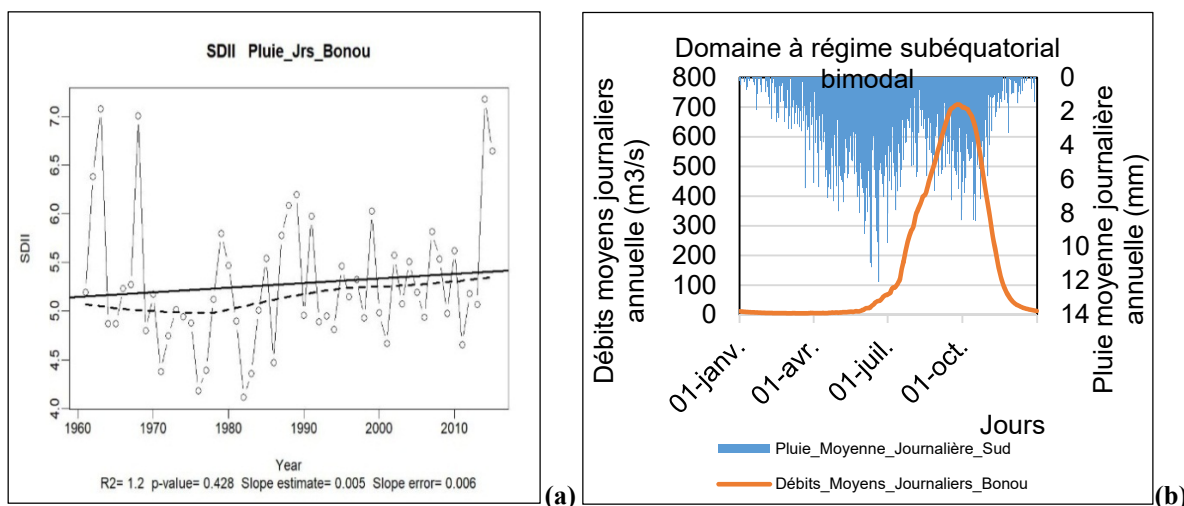 SDII Pluie_Jrs_Bonou
SDII
7.0
6.5
6.0
5.5
5.0
4.5
4.0
1960 1970 1980 1990 2000 2010
Year
R2= 1.2 p-value= 0.428 Slope estimate= 0.005 Slope error= 0.006
(a)
Domaine à régime subéquatorial
bimodal
Débits moyens journaliers
annuelle (m3/s)
800
700
600
500
400
300
200
100
0
0
2
4
6
8
10
12
14
Pluie moyenne journalière
annuelle (mm)
01-janv.
01-avr.
01-juil.
01-oct.
Jours
Pluie_Moyenne_Journalière_Sud
Débits_Moyens_Journaliers_Bonou
(b)